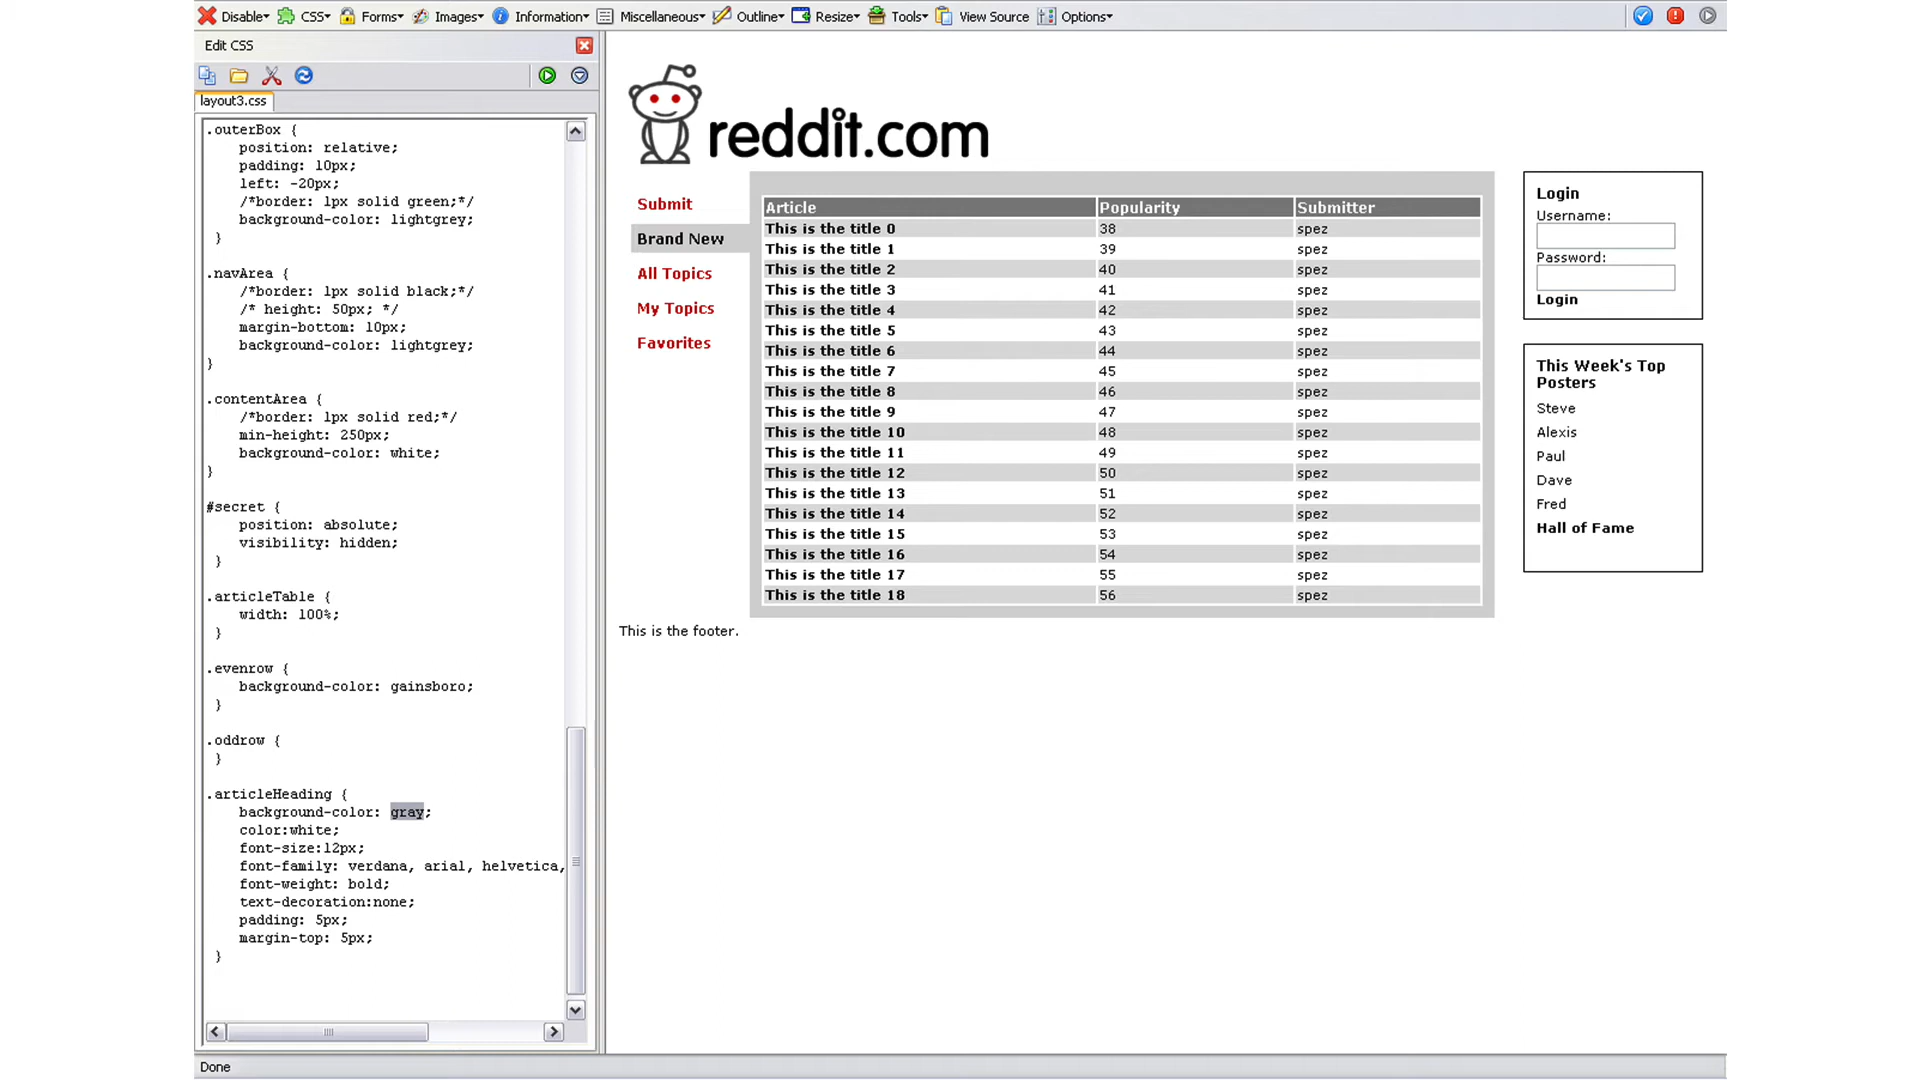 Disable CSS Forms Images Information Miscellaneous Outline Resize Tools View Source Options
Edit CSS
layout3.css
.outerBox {
position: relative;
padding: 10px;
left: -20px;
/*border: 1px solid green;*/
background-color: lightgrey;
}
.navArea {
/*border: 1px solid black;*/
/* height: 50px; */
margin-bottom: 10px;
background-color: lightgrey;
}
.contentArea {
/*border: 1px solid red;*/
min-height: 250px;
background-color: white;
}
#secret {
position: absolute;
visibility: hidden;
}
.articleTable {
width: 100%;
}
.evenrow {
background-color: gainsboro;
}
.oddrow {
}
.articleHeading {
background-color: gray;
color:white;
font-size:12px;
font-family: verdana, arial, helvetica,
font-weight: bold;
text-decoration:none;
padding: 5px;
margin-top: 5px;
}
reddit.com
Submit
Brand New
All Topics
My Topics
Favorites
Article Popularity Submitter
This is the title 0 38 spez
This is the title 1 39 spez
This is the title 2 40 spez
This is the title 3 41 spez
This is the title 4 42 spez
This is the title 5 43 spez
This is the title 6 44 spez
This is the title 7 45 spez
This is the title 8 46 spez
This is the title 9 47 spez
This is the title 10 48 spez
This is the title 11 49 spez
This is the title 12 50 spez
This is the title 13 51 spez
This is the title 14 52 spez
This is the title 15 53 spez
This is the title 16 54 spez
This is the title 17 55 spez
This is the title 18 56 spez
This is the footer.
Login
Username:
Password:
Login
This Week's Top
Posters
Steve
Alexis
Paul
Dave
Fred
Hall of Fame
Done